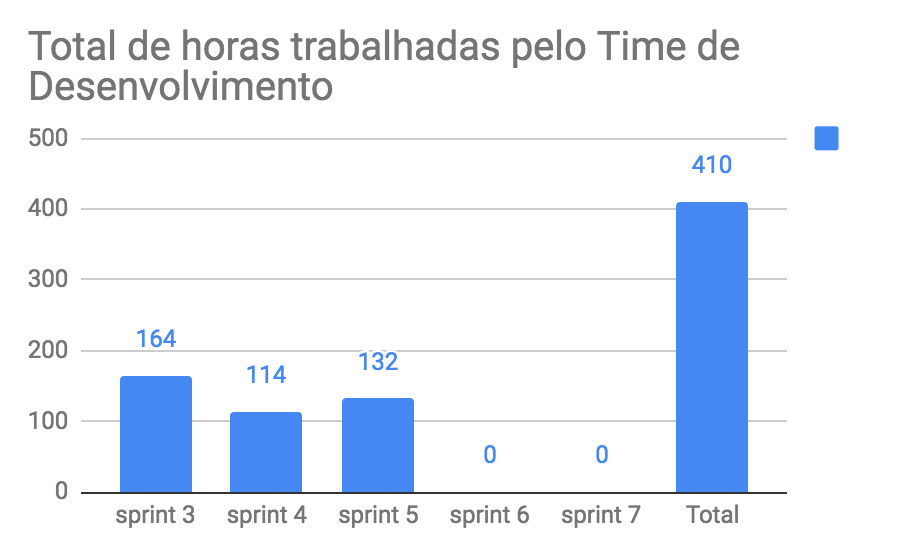 Total de horas trabalhadas pelo Time de
Desenvolvimento
500
400
300
200
100
0
164
114
132
0
0
410
sprint 3
sprint 4
sprint 5
sprint 6
sprint 7
Total